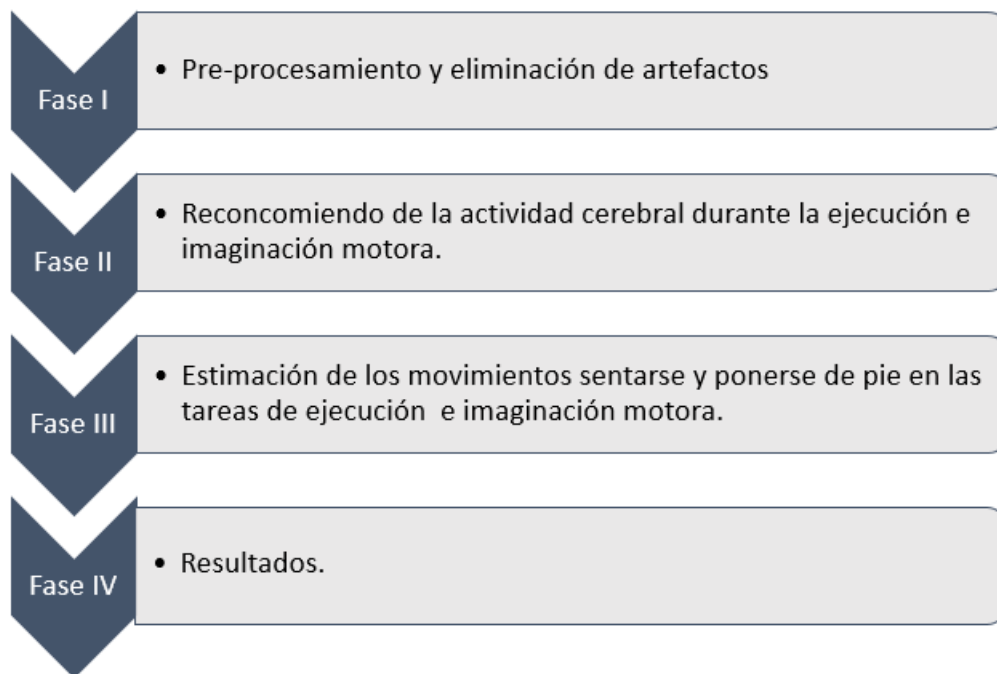 Fase I
• Pre-procesamiento y eliminación de artefactos
Fase II
• Reconcomiendo de la actividad cerebral durante la ejecución e
imaginación motora.
Fase III
• Estimación de los movimientos sentarse y ponerse de pie en las
tareas de ejecución  e imaginación motora.
Fase IV
• Resultados.